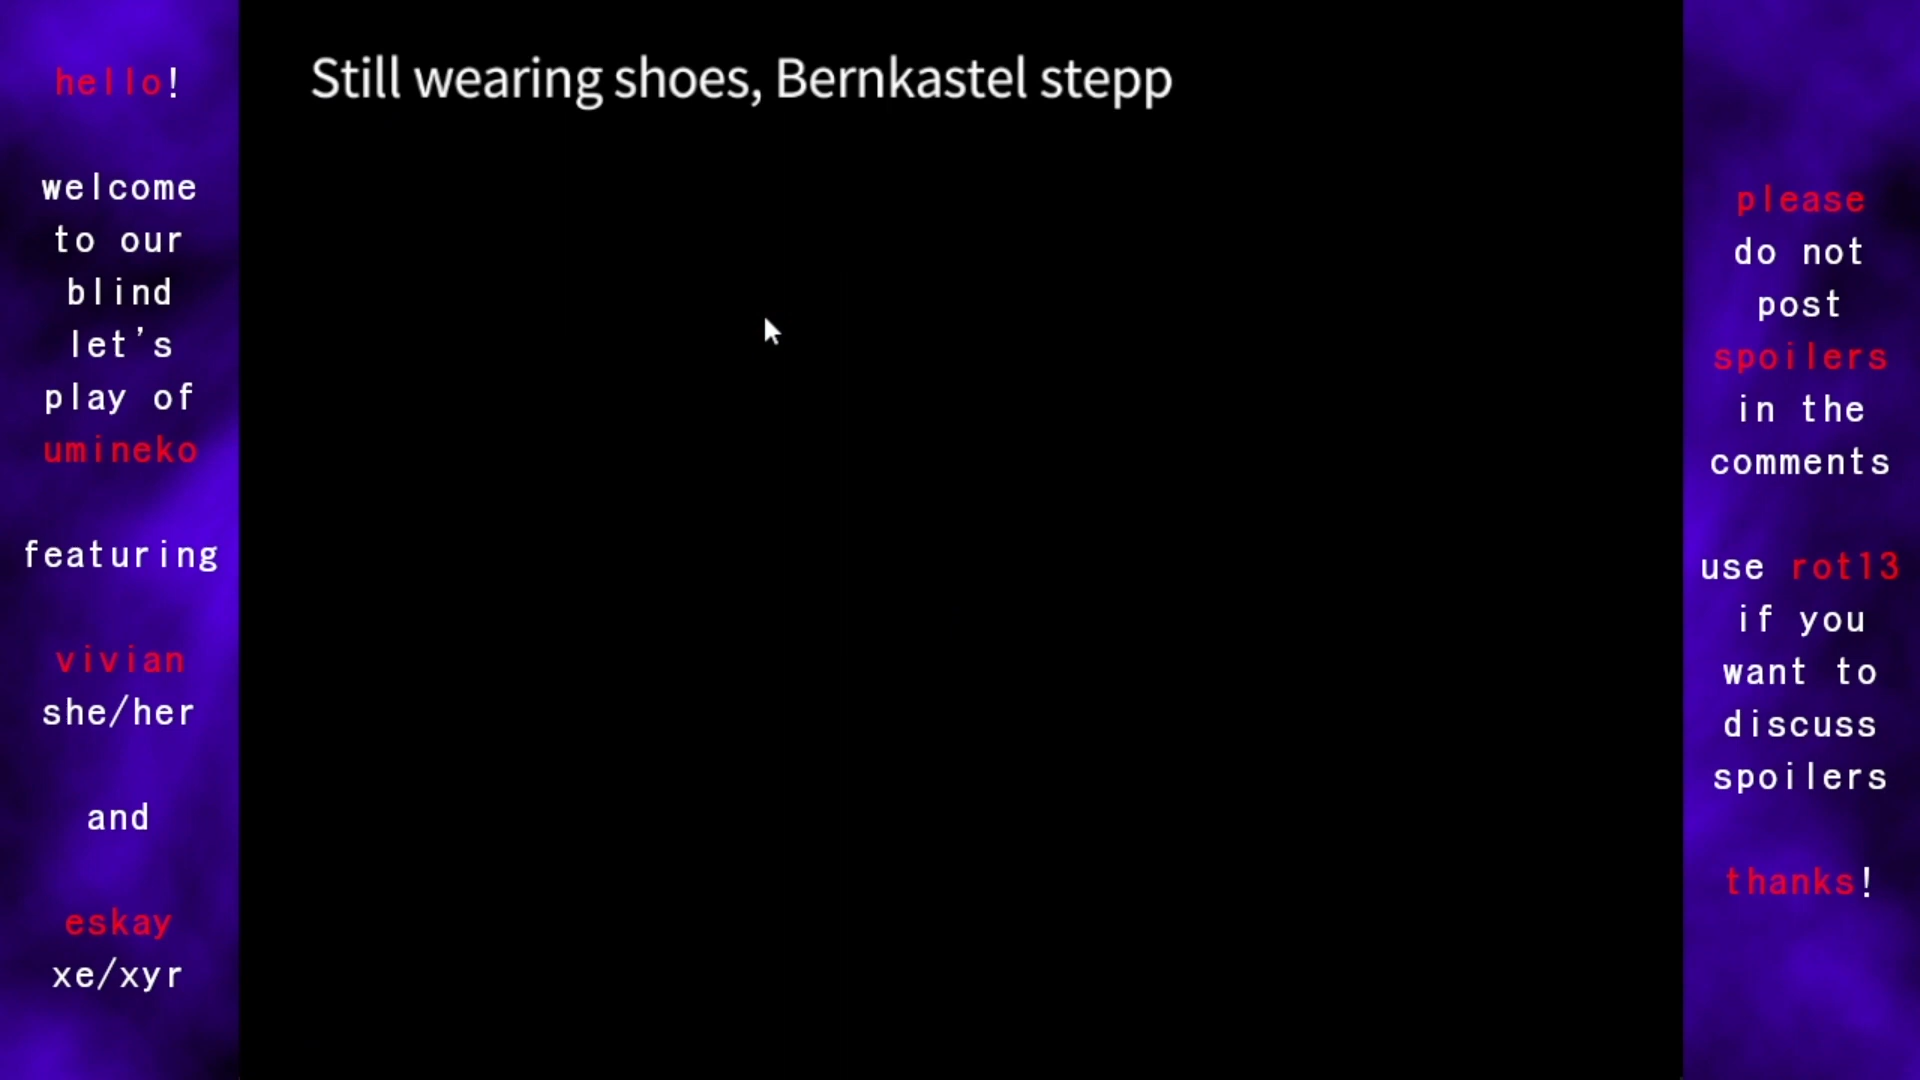 hello!
welcome
to our
blind
let's
play of
umineko
featuring
vivian
she/her
and
eskay
xe/xyr
Still wearing shoes, Bernkastel stepp
please
do not
post
spoilers
in the
comments
use rot13
if you
want to
discuss
spoilers
thanks!